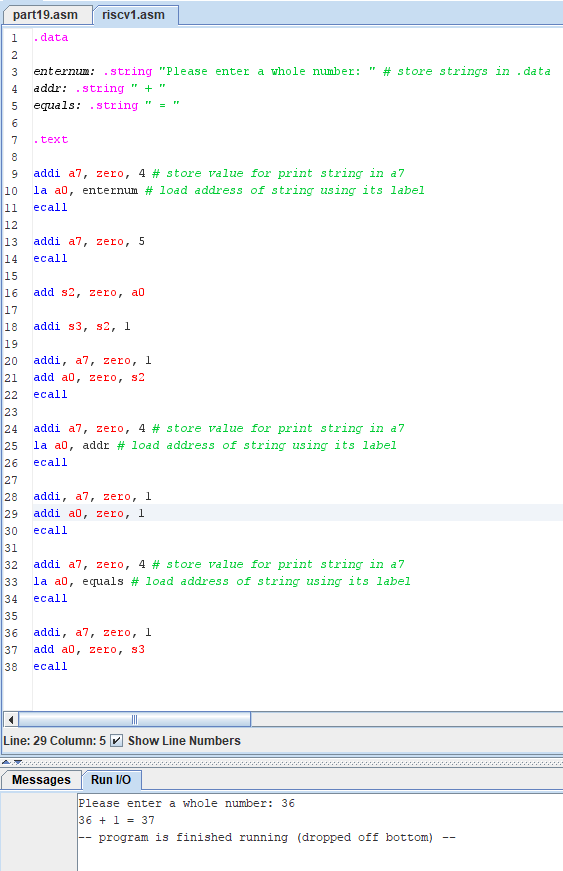 part19.asm riscv1.asm
1 .data
2
3 enternum: .string "Please enter a whole number: " # store strings in .data
4 addr: .string " + "
5 equals: .string " = "
6
7 .text
8
9 addi a7, zero, 4 # store value for print string in a7
10 la a0, enternum # load address of string using its label
11 ecall
12
13 addi a7, zero, 5
14 ecall
15
16 add s2, zero, a0
17
18 addi s3, s2, 1
19
20 addi, a7, zero, 1
21 add a0, zero, s2
22 ecall
23
24 addi a7, zero, 4 # store value for print string in a7
25 la a0, addr # load address of string using its label
26 ecall
27
28 addi, a7, zero, 1
29 addi a0, zero, 1
30 ecall
31
32 addi a7, zero, 4 # store value for print string in a7
33 la a0, equals # load address of string using its label
34 ecall
35
36 addi, a7, zero, 1
37 add a0, zero, s3
38 ecall
Line: 29 Column: 5 Show Line Numbers
Messages Run I/O
Please enter a whole number: 36
36 + 1 = 37
-- program is finished running (dropped off bottom) --